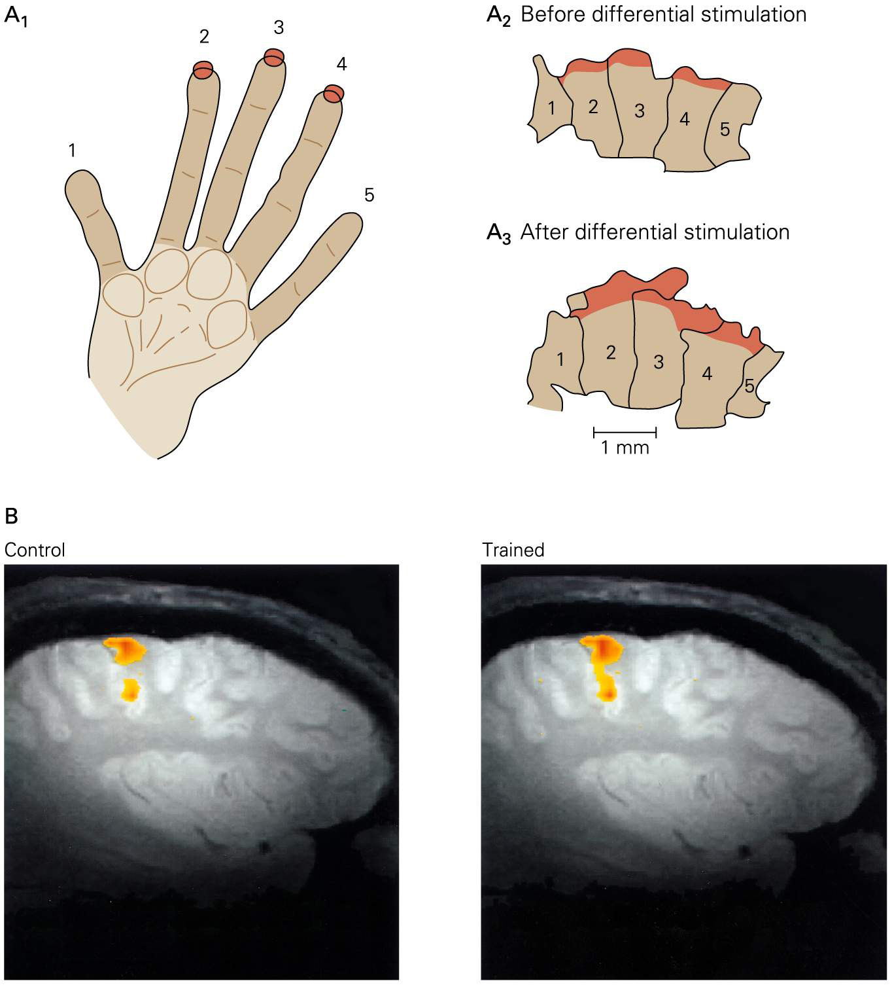 A1
1
2
3
4
5
A2 Before differential stimulation
1
2
3
4
5
A3 After differential stimulation
1
2
3
4
5
1 mm
B
Control
Trained